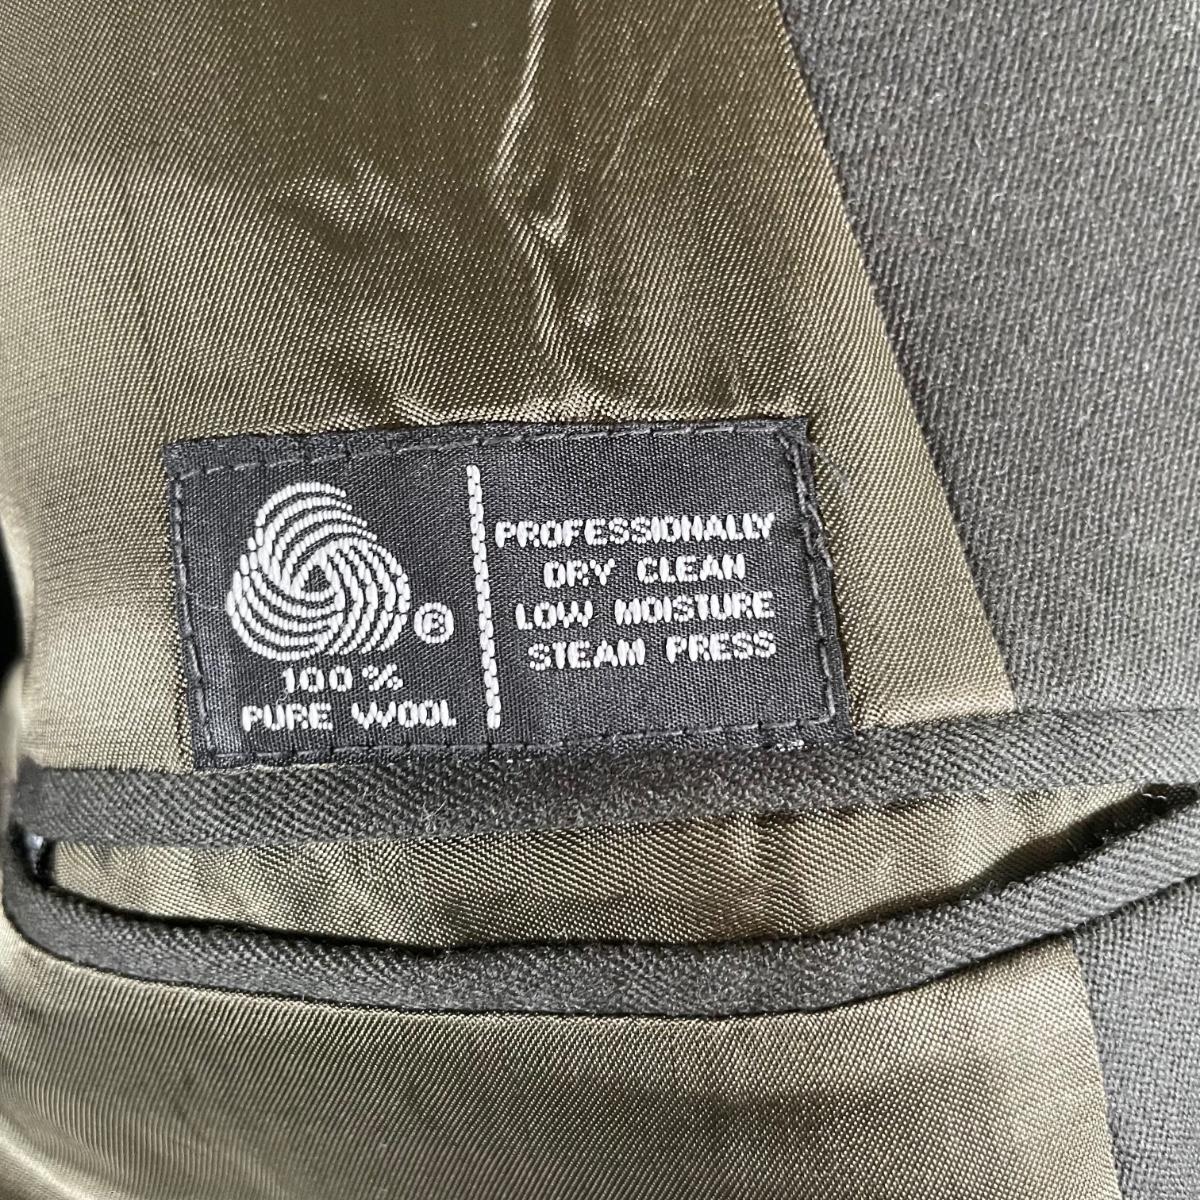 ®
100%
PURE WOOL
PROFESSIONALLY
DRY CLEAN
LOW MOISTURE
STEAM PRESS